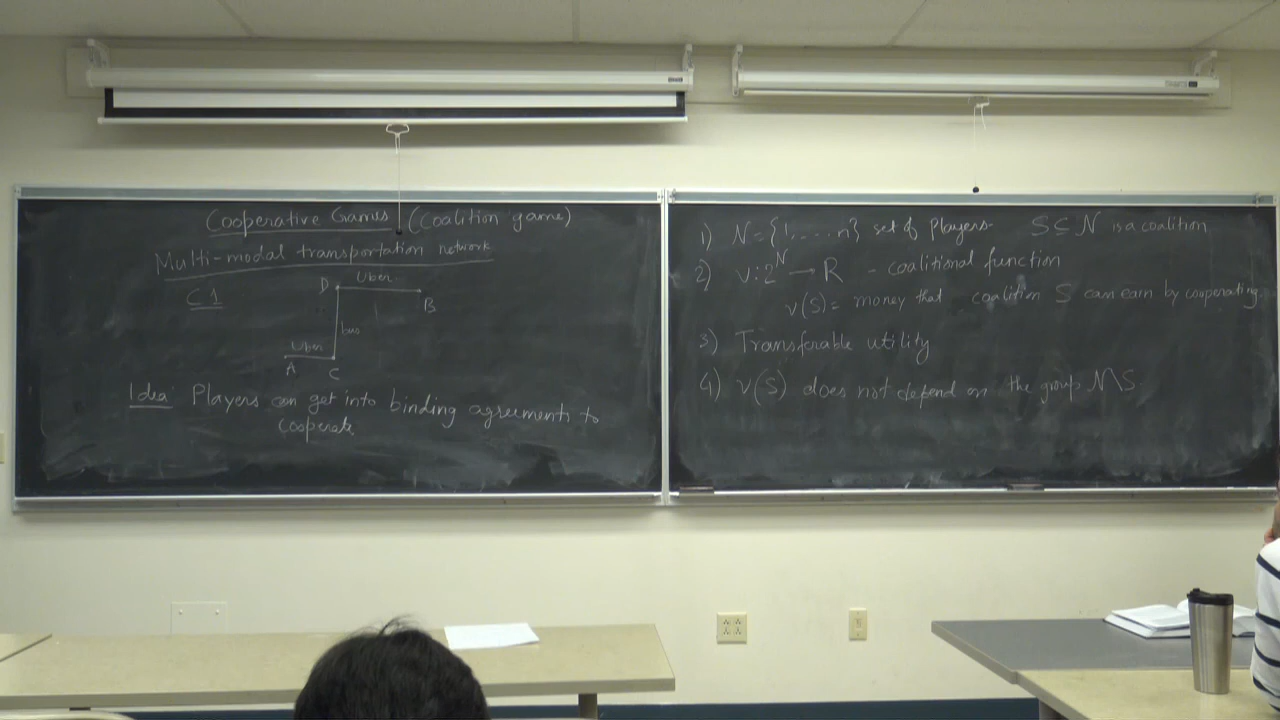 Cooperative Games (Coalition game)
Multi-modal transportation network
C1
D Uber B
bus
Uber
A C
Idea: Players can get into binding agreements to
cooperate
1) N = {1, ... n} set of Players S ⊆ N is a coalition
2) v : 2^N → R - coalitional function
v(S) = money that coalition S can earn by cooperating
3) Transferable utility
4) v(S) does not depend on the group N\S